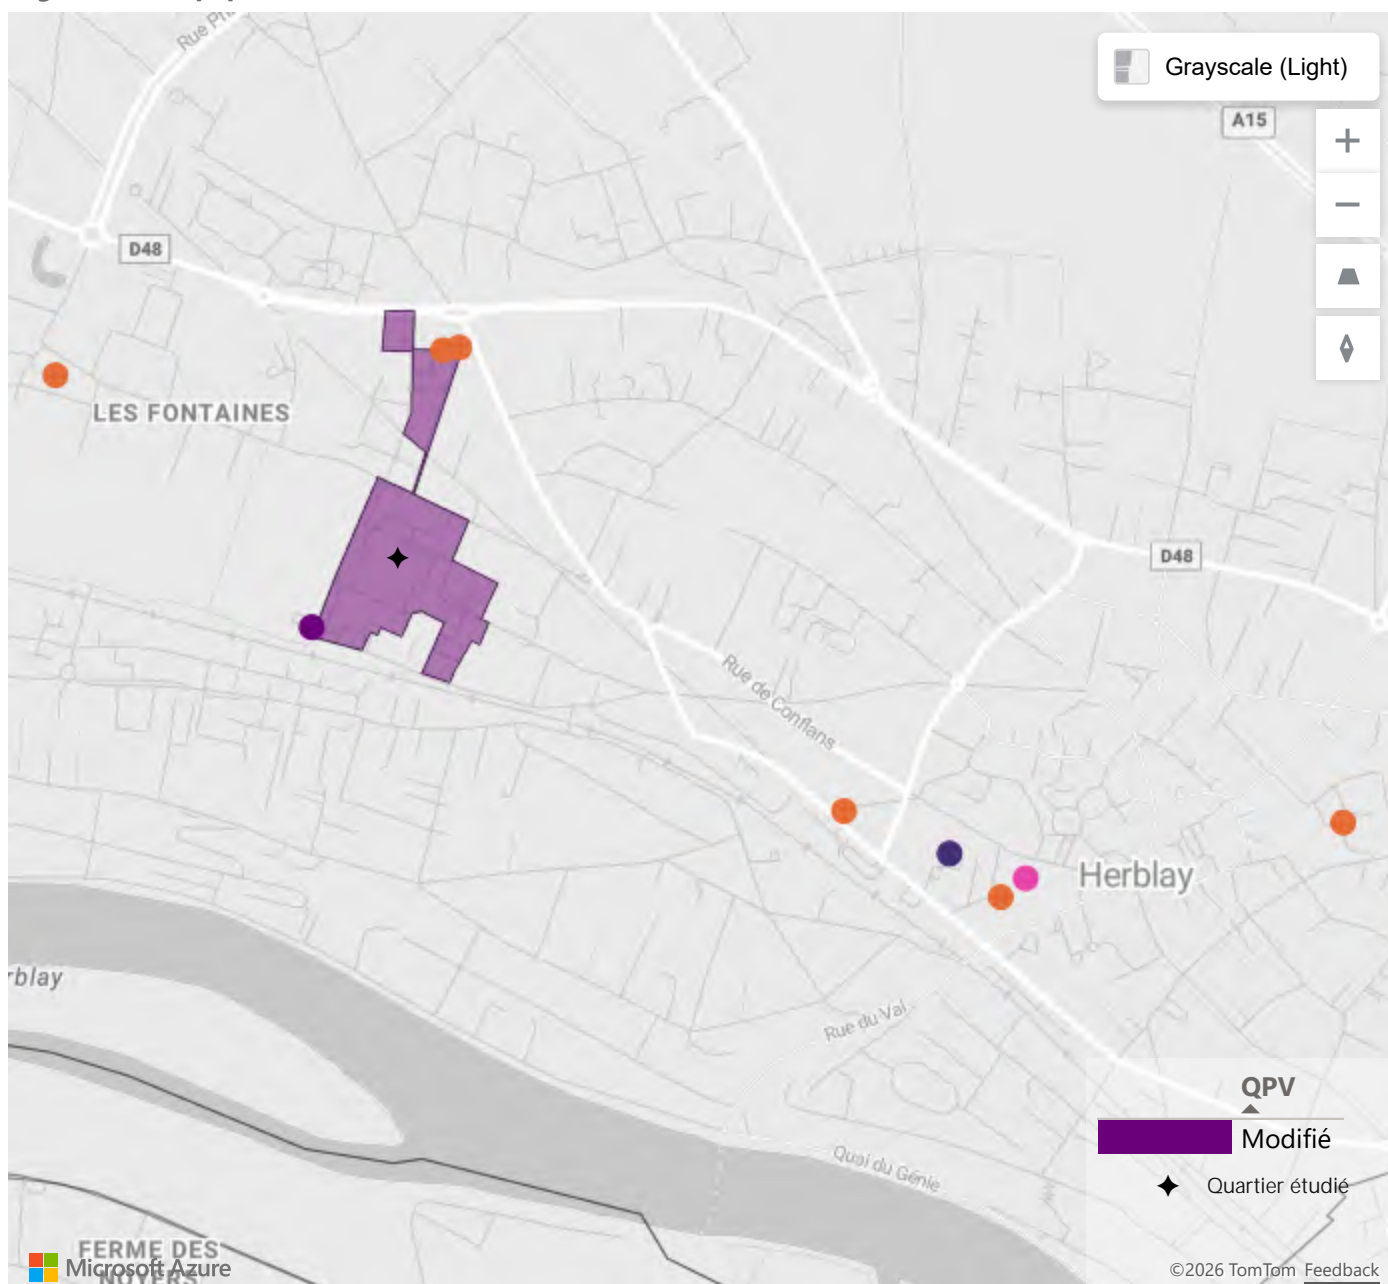 Grayscale (Light)
A15
D48
LES FONTAINES
D48
Rue de Conflans
Herblay
rblay
Rue du Val
QPV
Modifié
Quai du Génie
Quartier étudié
FERME DES
NOYERS
Microsoft Azure
©2026 TomTom Feedback